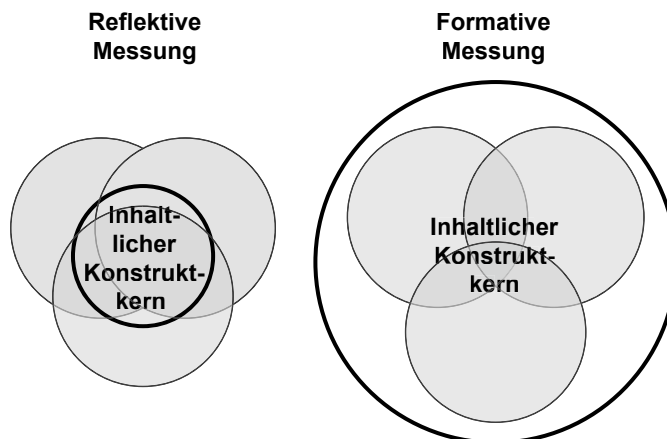 Reflektive
Messung
Formative
Messung
Inhalt-
licher
Konstrukt-
kern
Inhaltlicher
Konstrukt-
kern